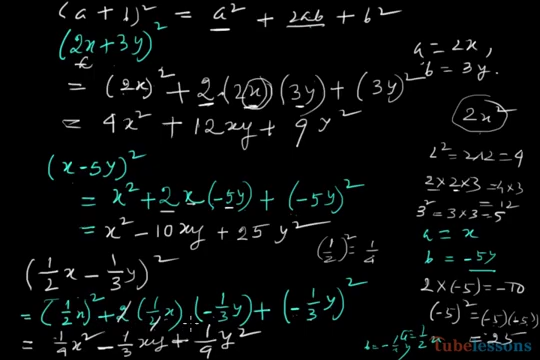 (a + b)² = a² + 2ab + b²
(2x + 3y)²
= (2x)² + 2·(2x)(3y) + (3y)²
= 4x² + 12xy + 9y²
(x - 5y)²
= x² + 2x·(-5y) + (-5y)²
= x² - 10xy + 25y²
(1/2 x - 1/3 y)²
= (1/2 x)² + 2(1/2 x)·(-1/3 y) + (-1/3 y)²
= 1/4 x² - 1/3 xy + 1/9 y²
a = 2x,
b = 3y.
2x²
2² = 2×2 = 4
2×2×3 = 4×3
= 12
3² = 3×3 =
a = x
b = -5y
2×(-5) = -10
(-5)² = (-5)(-5)
= 25
(1/2)² = 1/4
a = 1/2 x
tubelessons